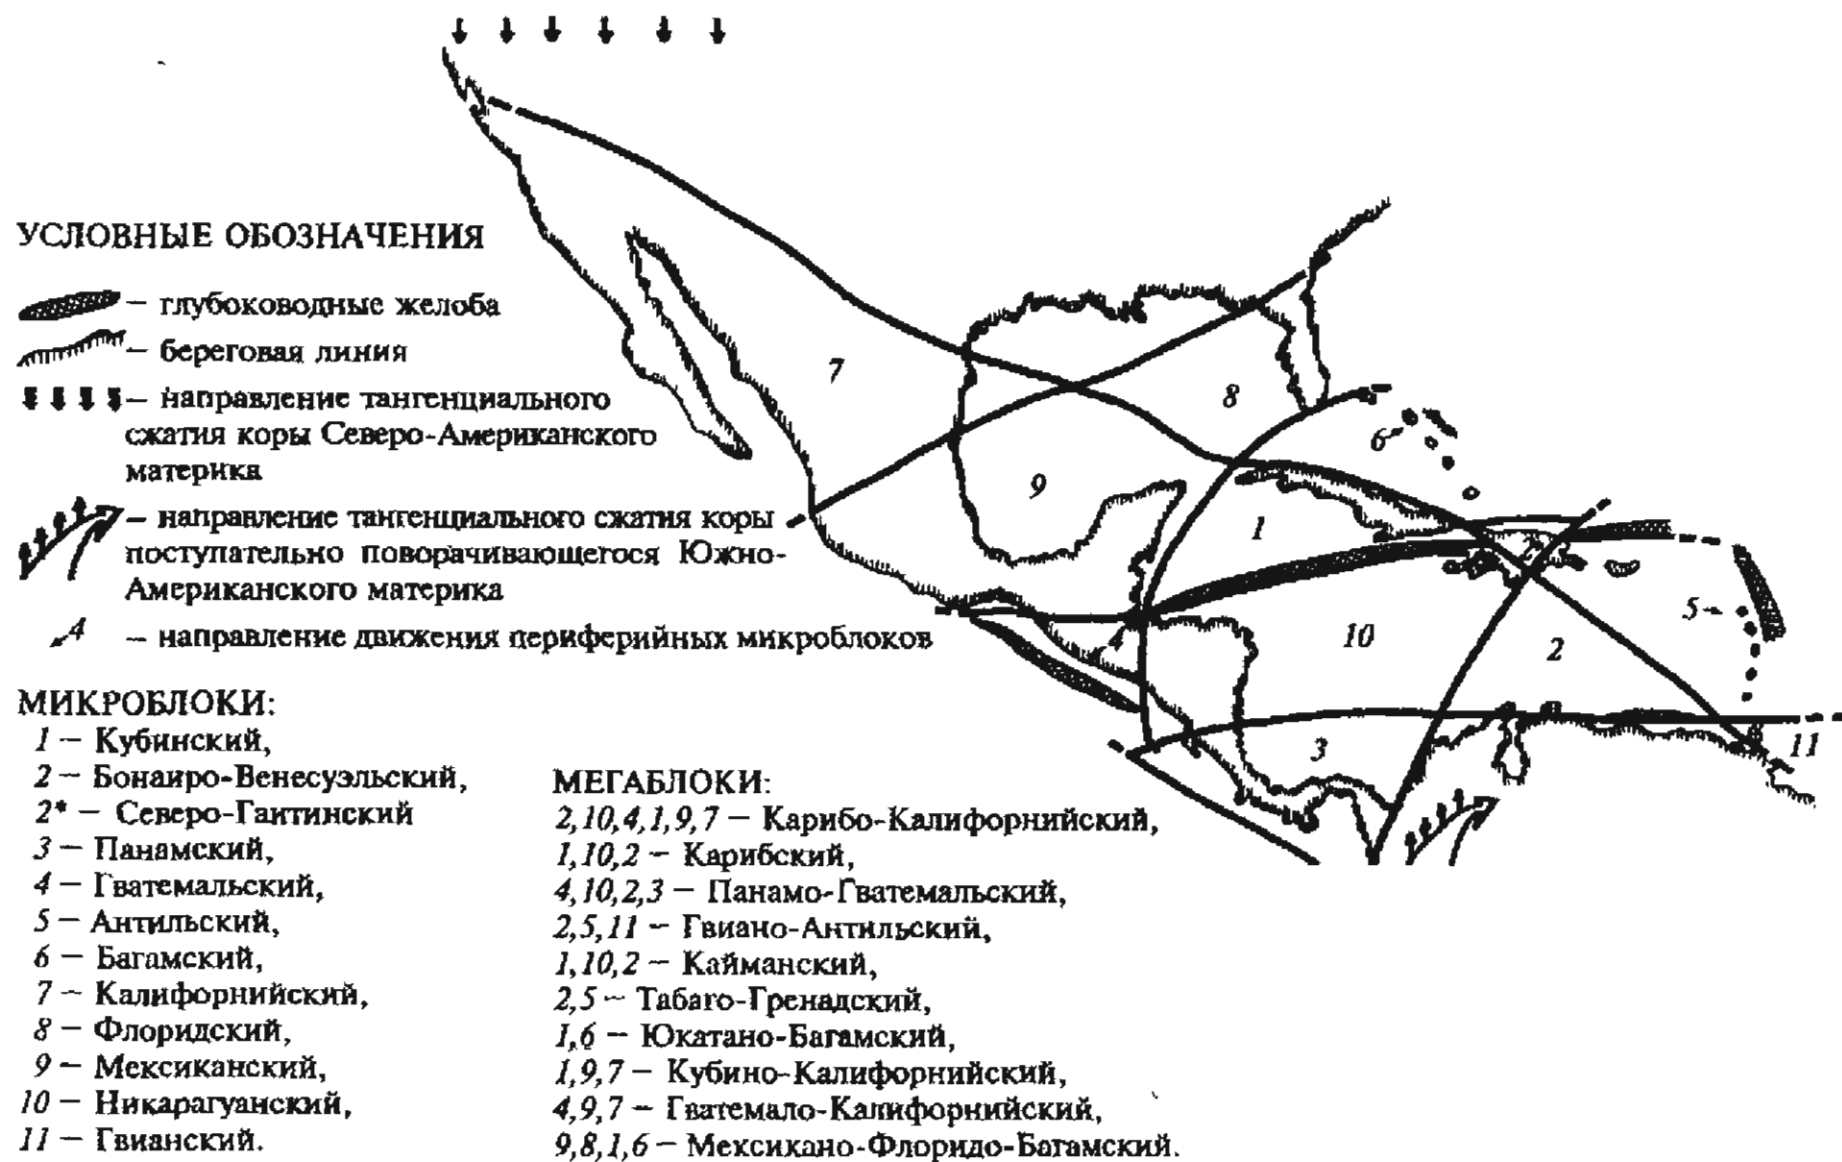 УСЛОВНЫЕ ОБОЗНАЧЕНИЯ
– глубоководные желоба
– береговая линия
– направление тангенциального
сжатия коры Северо-Американского
материка
– направление тангенциального сжатия коры
поступательно поворачивающегося Южно-
Американского материка
4 – направление движения периферийных микроблоков
МИКРОБЛОКИ:
1 – Кубинский,
2 – Бонаиро-Венесуэльский,
2* – Северо-Гаитинский
3 – Панамский,
4 – Гватемальский,
5 – Антильский,
6 – Багамский,
7 – Калифорнийский,
8 – Флоридский,
9 – Мексиканский,
10 – Никарагуанский,
11 – Гвианский.
МЕГАБЛОКИ:
2,10,4,1,9,7 – Карибо-Калифорнийский,
1,10,2 – Карибский,
4,10,2,3 – Панамо-Гватемальский,
2,5,11 – Гвиано-Антильский,
1,10,2 – Кайманский,
2,5 – Табаго-Гренадский,
1,6 – Юкатано-Багамский,
1,9,7 – Кубино-Калифорнийский,
4,9,7 – Гватемало-Калифорнийский,
9,8,1,6 – Мексикано-Флоридо-Багамский.
7
8
6
9
1
5
4
10
2
3
11